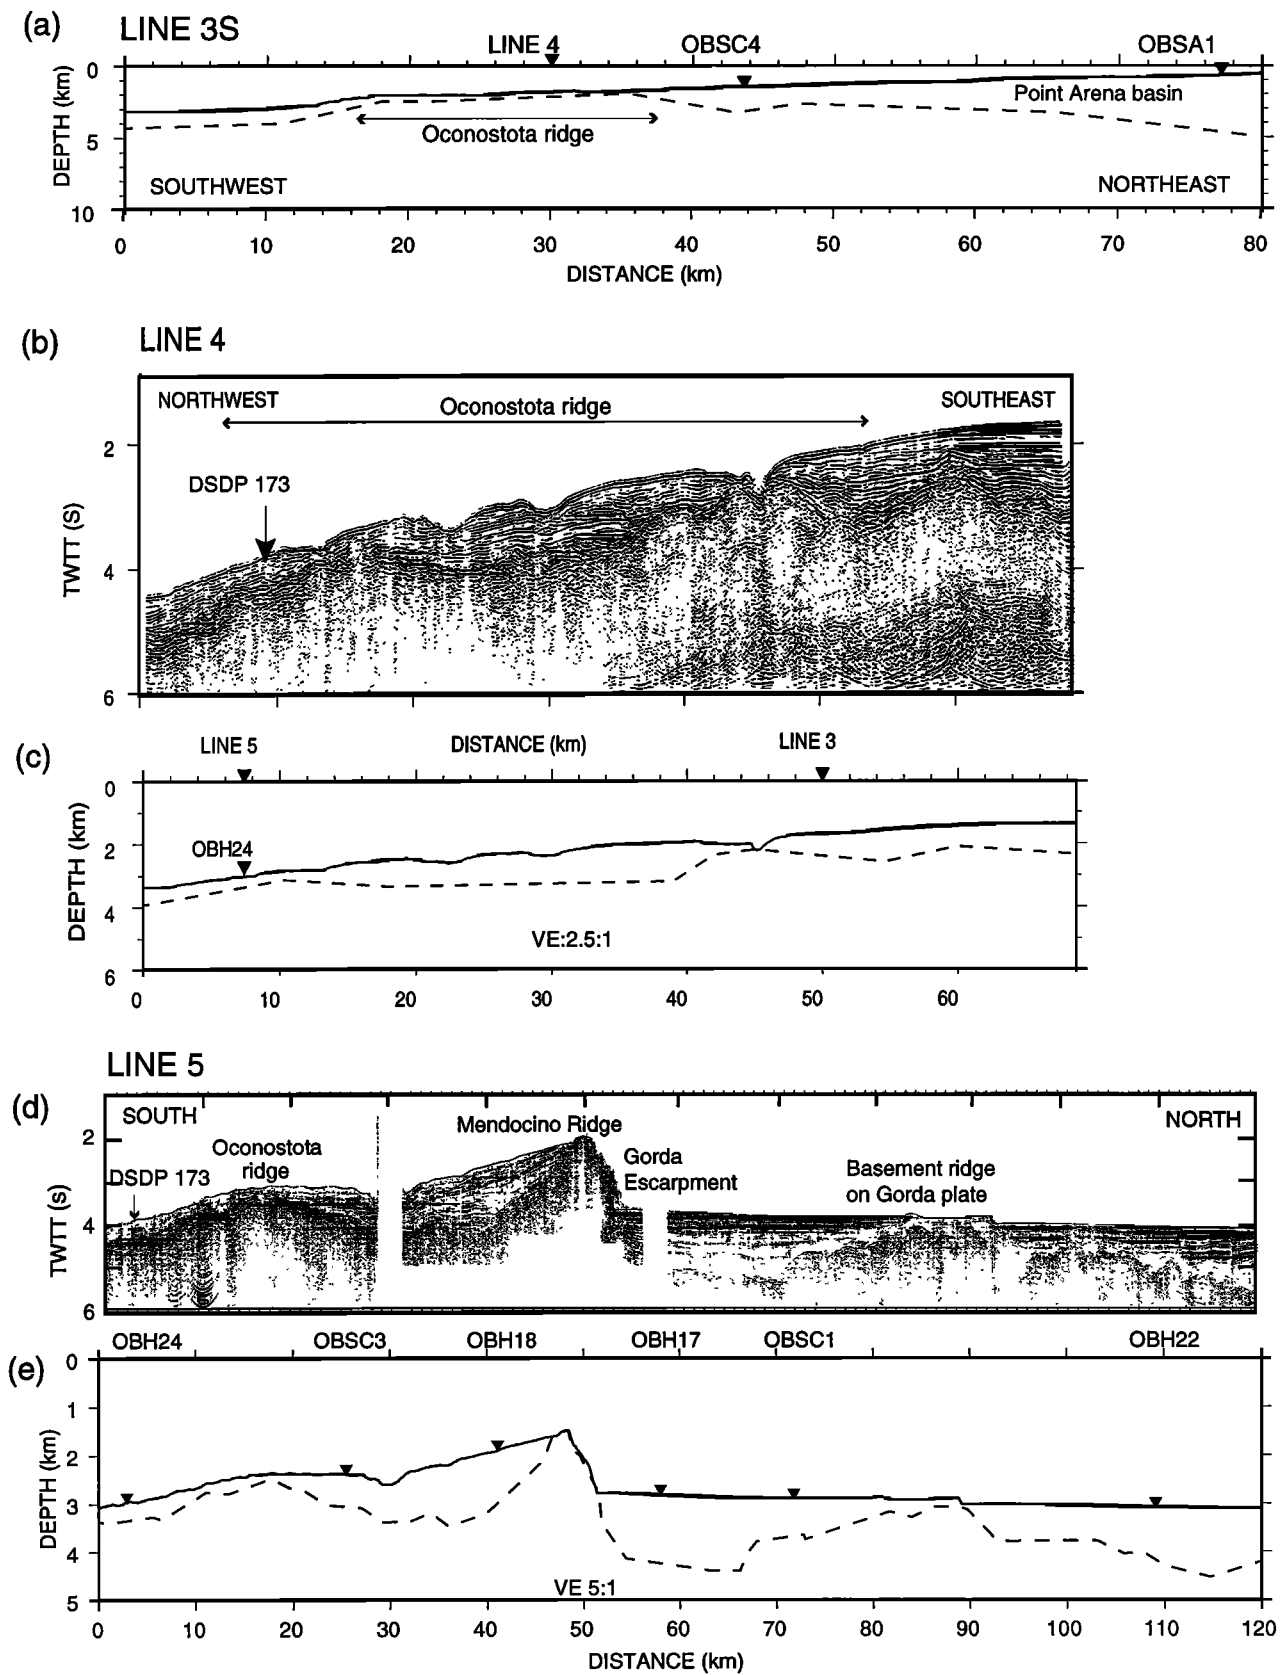 (a) LINE 3S
LINE 4 OBSC4 OBSA1
0
5
10
DEPTH (km)
Point Arena basin
Oconostota ridge
SOUTHWEST NORTHEAST
0 10 20 30 40 50 60 70 80
DISTANCE (km)
(b) LINE 4
NORTHWEST Oconostota ridge SOUTHEAST
DSDP 173
2
4
6
TWTT (S)
(c) LINE 5 DISTANCE (km) LINE 3
0
2
4
6
DEPTH (km)
OBH24
VE:2.5:1
0 10 20 30 40 50 60
LINE 5
(d) SOUTH Mendocino Ridge NORTH
Oconostota
ridge
DSDP 173
Gorda
Escarpment
Basement ridge
on Gorda plate
2
4
6
TWTT (s)
OBH24 OBSC3 OBH18 OBH17 OBSC1 OBH22
(e)
0
1
2
3
4
5
DEPTH (km)
VE 5:1
0 10 20 30 40 50 60 70 80 90 100 110 120
DISTANCE (km)